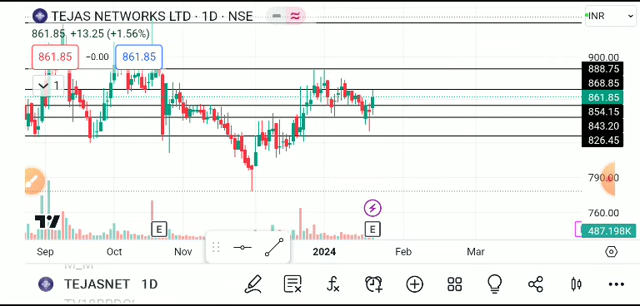 TEJAS NETWORKS LTD · 1D · NSE
INR
861.85 +13.25 (+1.56%)
861.85 −0.00 861.85
1
900.00
888.75
868.85
861.85
854.15
843.20
826.45
790.00
760.00
487.198K
E E
Sep Oct Nov 2024 Feb Mar
TEJASNET 1D